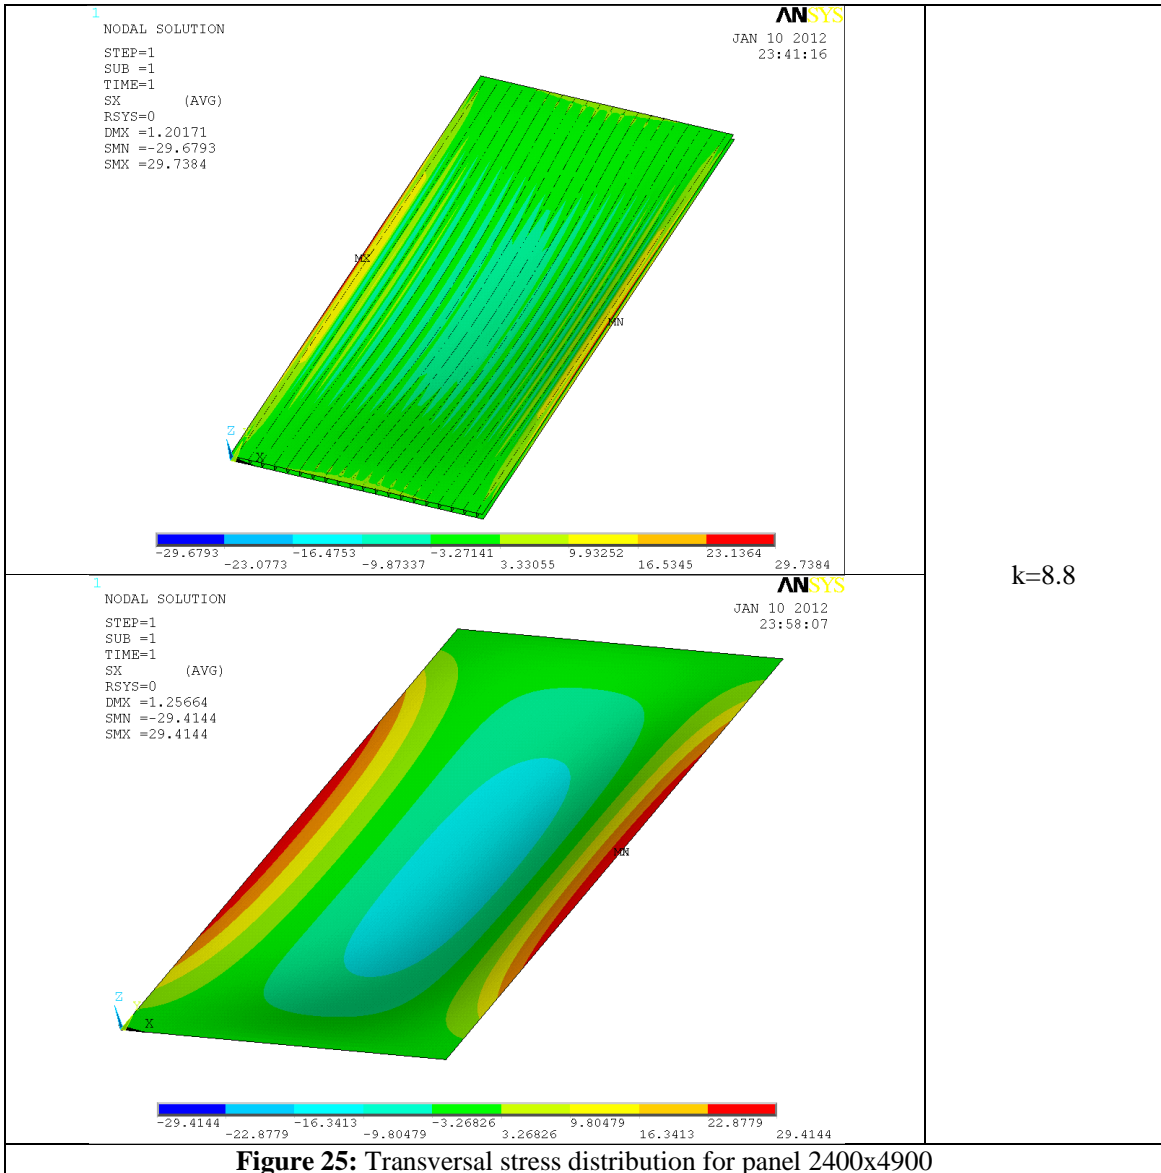 1
NODAL SOLUTION
STEP=1
SUB =1
TIME=1
SX (AVG)
RSYS=0
DMX =1.20171
SMN =-29.6793
SMX =29.7384
ANSYS
JAN 10 2012
23:41:16
MX
MN
Z
X
-29.6793 -16.4753 -3.27141 9.93252 23.1364
-23.0773 -9.87337 3.33055 16.5345 29.7384
k=8.8
1
NODAL SOLUTION
STEP=1
SUB =1
TIME=1
SX (AVG)
RSYS=0
DMX =1.25664
SMN =-29.4144
SMX =29.4144
ANSYS
JAN 10 2012
23:58:07
Z
X
-29.4144 -16.3413 -3.26826 9.80479 22.8779
-22.8779 -9.80479 3.26826 16.3413 29.4144
Figure 25: Transversal stress distribution for panel 2400x4900